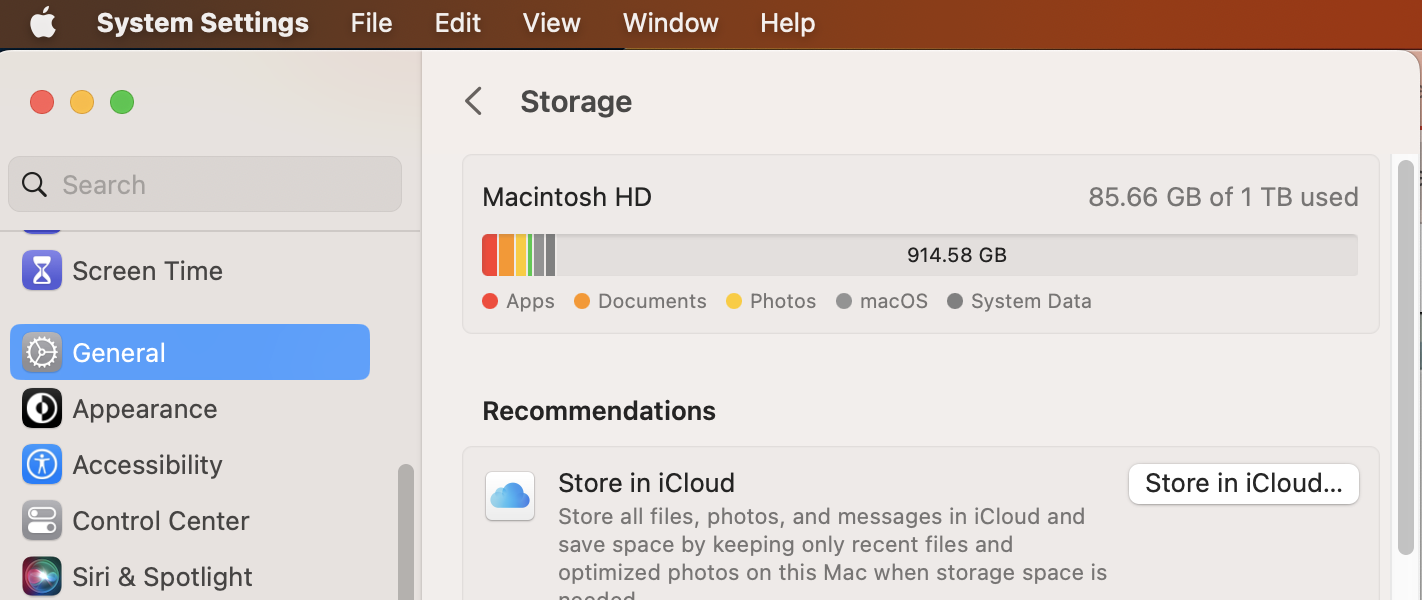 System Settings File Edit View Window Help
Storage
Search
Macintosh HD 85.66 GB of 1 TB used
914.58 GB
Apps Documents Photos macOS System Data
Screen Time
General
Appearance
Accessibility
Control Center
Siri & Spotlight
Recommendations
Store in iCloud
Store in iCloud...
Store all files, photos, and messages in iCloud and
save space by keeping only recent files and
optimized photos on this Mac when storage space is
needed